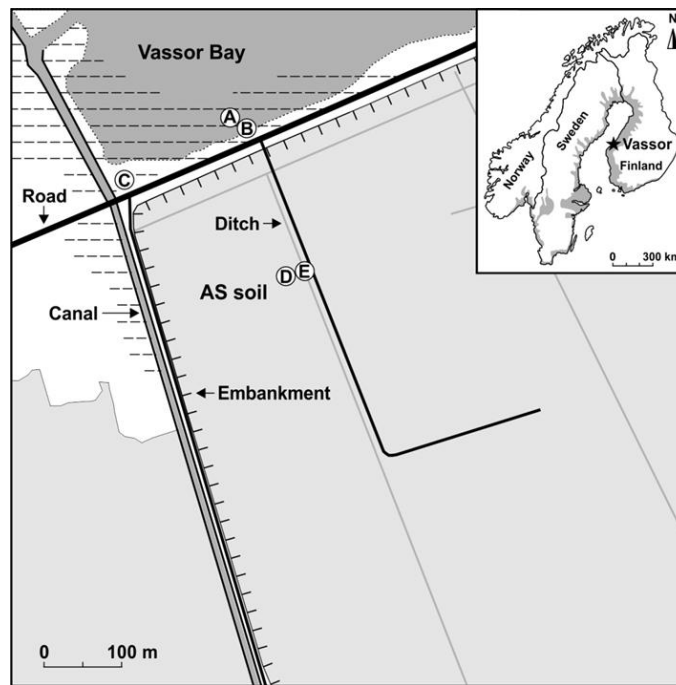 Vassor Bay
A
B
C
Road
Ditch
D
E
AS soil
Canal
Embankment
0
100 m
N
Norway
Sweden
Vassor
Finland
0
300 km